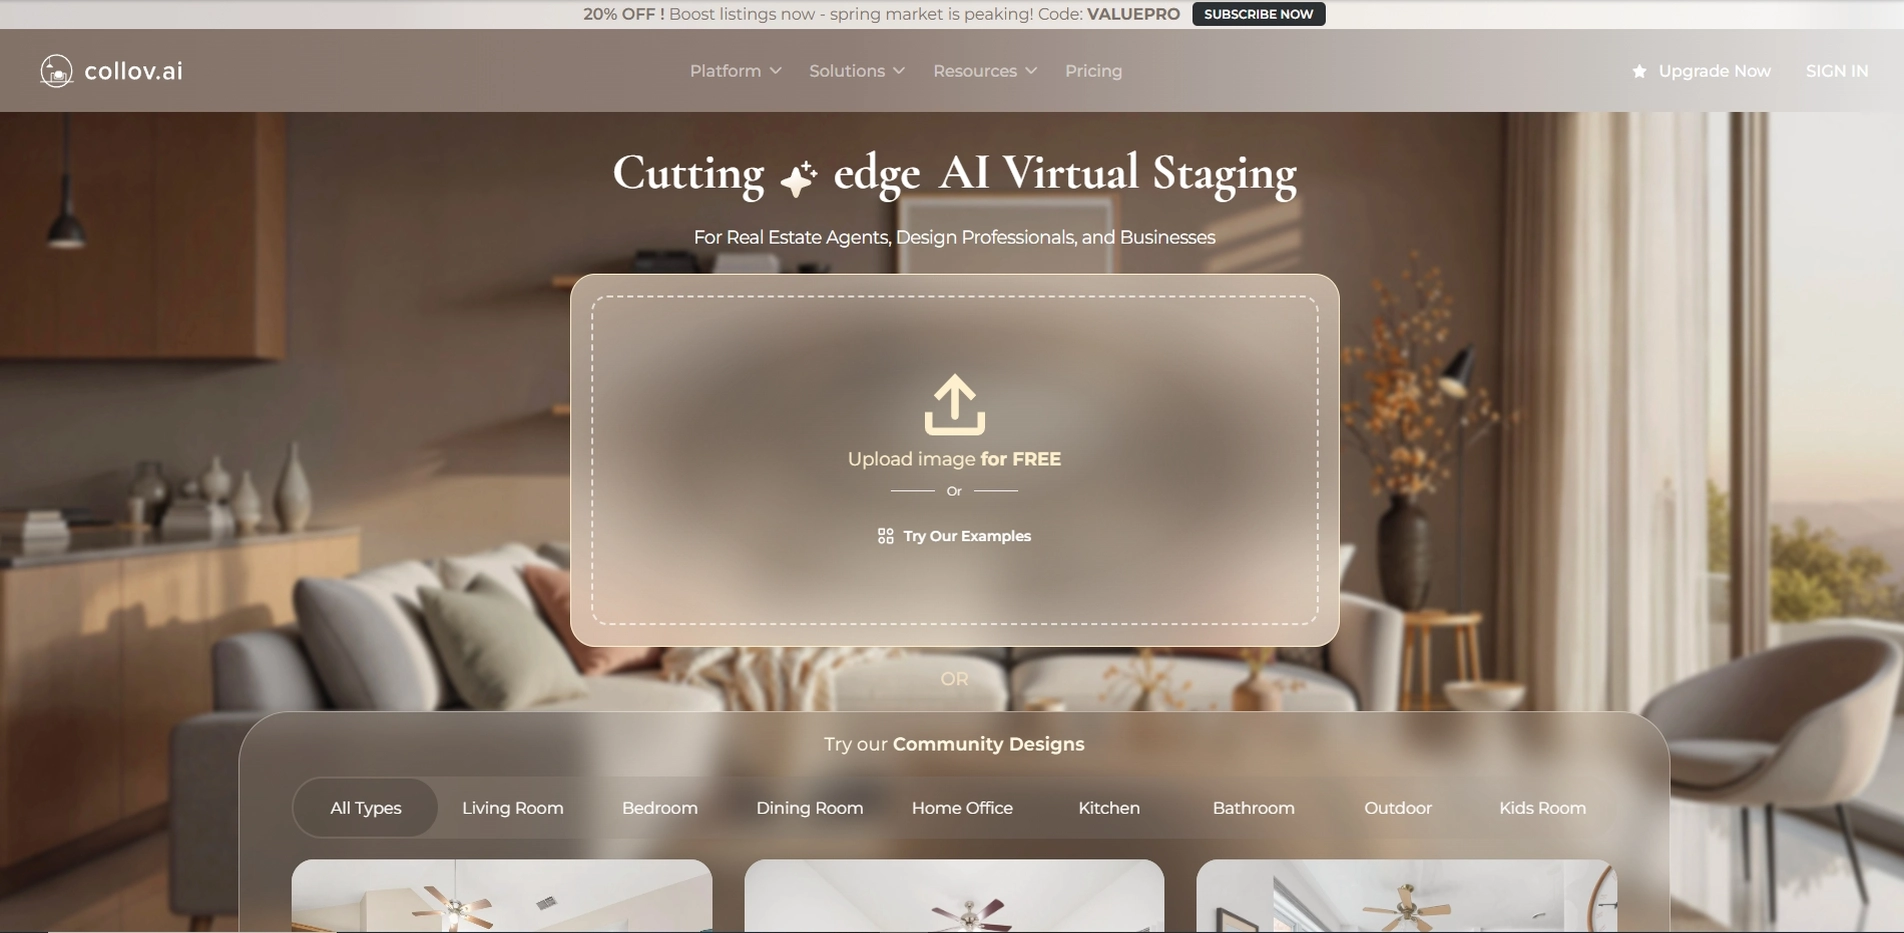 20% OFF ! Boost listings now - spring market is peaking! Code: VALUEPRO SUBSCRIBE NOW
collov.ai Platform Solutions Resources Pricing Upgrade Now SIGN IN
Cutting edge AI Virtual Staging
For Real Estate Agents, Design Professionals, and Businesses
Upload image for FREE
Or
Try Our Examples
OR
Try our Community Designs
All Types Living Room Bedroom Dining Room Home Office Kitchen Bathroom Outdoor Kids Room